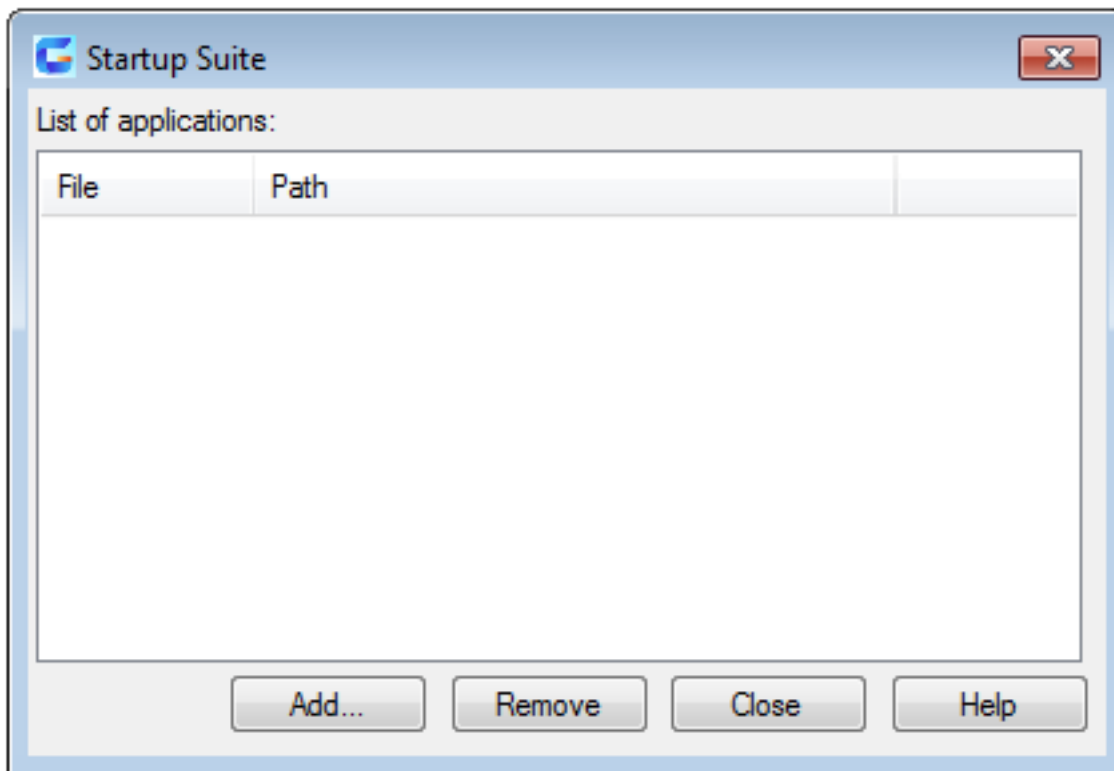 Startup Suite
List of applications:
File Path
Add... Remove Close Help